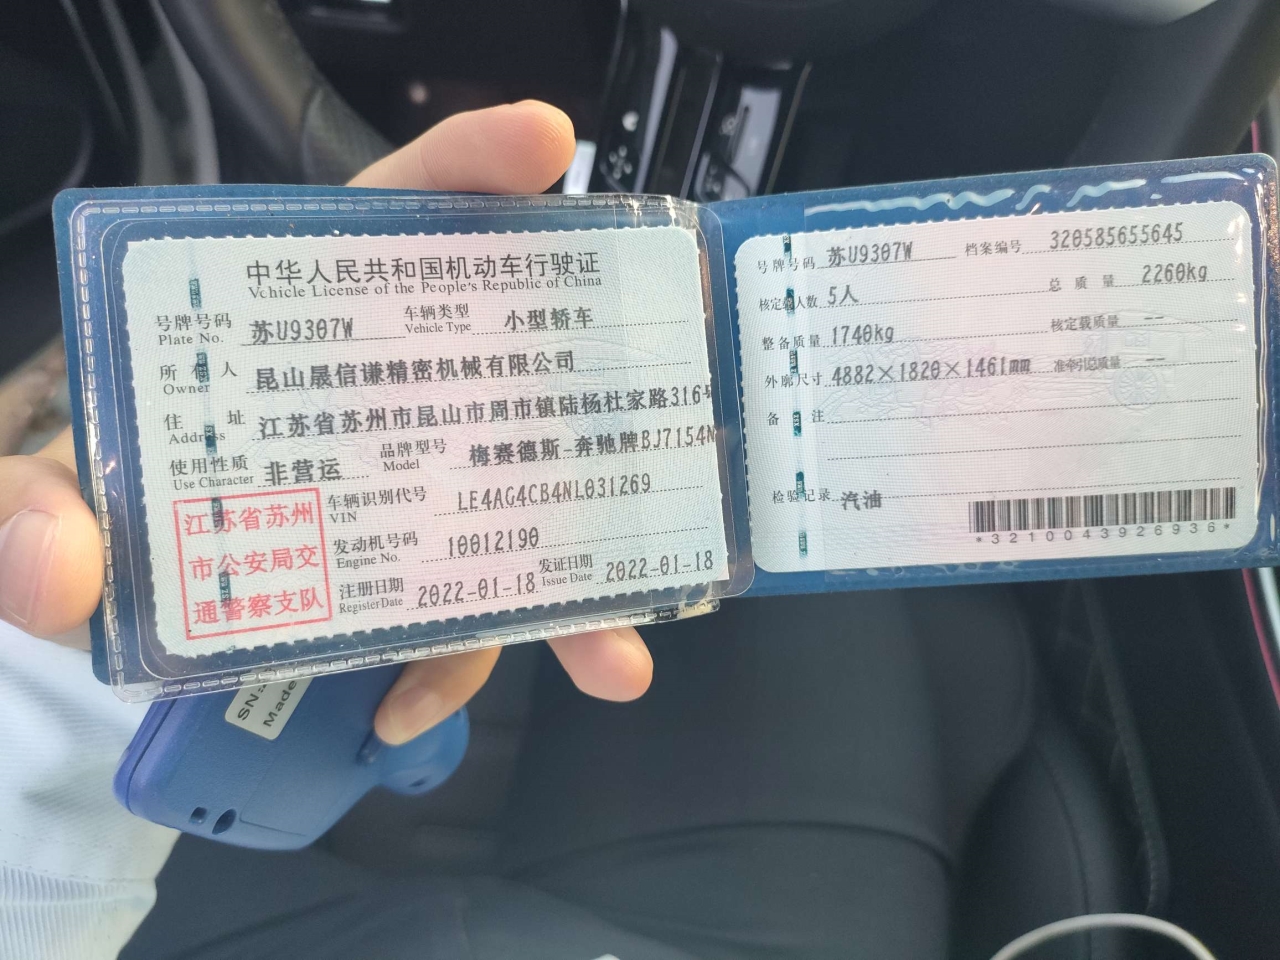 中华人民共和国机动车行驶证
Vehicle License of the People's Republic of China
号牌号码 苏U9307W 车辆类型 小型轿车
Plate No. Vehicle Type
所有人 昆山晟信谦精密机械有限公司
Owner
住址 江苏省苏州市昆山市周市镇陆杨杜家路316号
Address
使用性质 非营运 品牌型号 梅赛德斯-奔驰牌BJ7154N
Use Character Model
车辆识别代号 LE4AG4CB4NL031269
VIN
发动机号码 10012190
Engine No.
注册日期 2022-01-18 发证日期 2022-01-18
Register Date Issue Date
江苏省苏州
市公安局交
通警察支队
号牌号码 苏U9307W 档案编号 320585655645
核定载人数 5人 总质量 2260kg
整备质量 1740kg 核定载质量 --
外廓尺寸 4882×1820×1461mm 准牵引总质量 --
备注
检验记录 汽油
*3210043926936*
SN:
Made